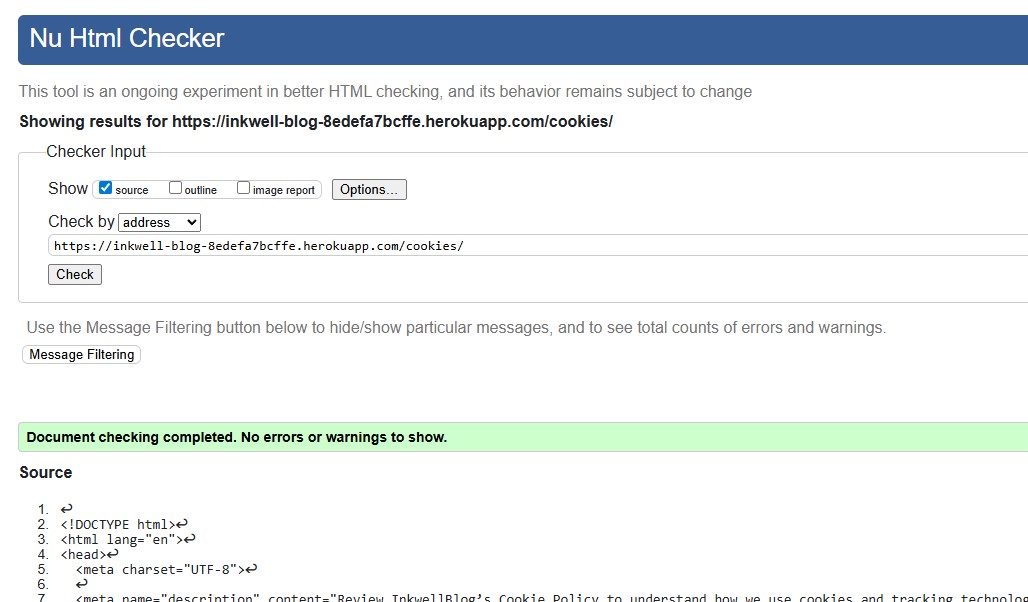 Nu Html Checker
This tool is an ongoing experiment in better HTML checking, and its behavior remains subject to change
Showing results for https://inkwell-blog-8edefa7bcffe.herokuapp.com/cookies/
Checker Input
Show source outline image report Options...
Check by address
https://inkwell-blog-8edefa7bcffe.herokuapp.com/cookies/
Check
Use the Message Filtering button below to hide/show particular messages, and to see total counts of errors and warnings.
Message Filtering
Document checking completed. No errors or warnings to show.
Source
1. ↩
2. <!DOCTYPE html>↩
3. <html lang="en">↩
4. <head>↩
5. <meta charset="UTF-8">↩
6. ↩
7. <meta name="description" content="Review InkwellBlog’s Cookie Policy to understand how we use cookies and tracking